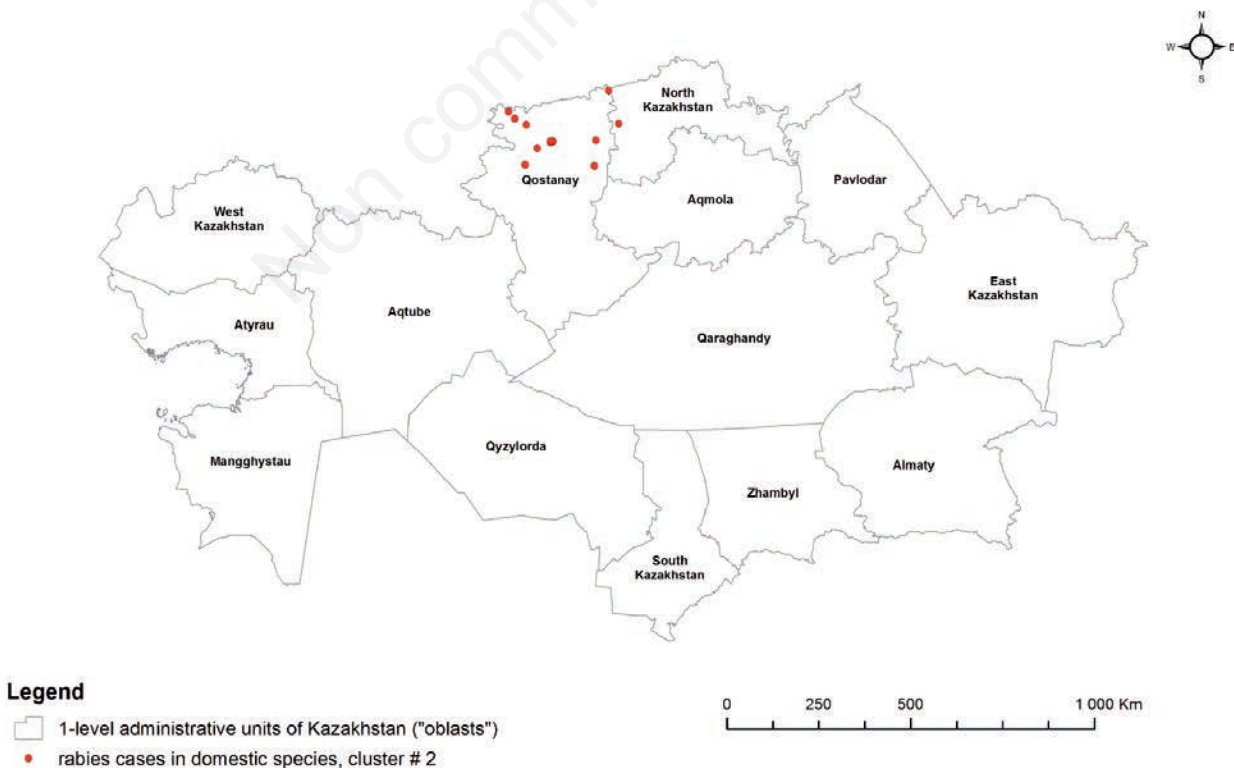 Non comm
N
W
E
S
North
Kazakhstan
Pavlodar
Qostanay
Aqmola
West
Kazakhstan
East
Kazakhstan
Aqtube
Atyrau
Qaraghandy
Qyzylorda
Mangghystau
Almaty
Zhambyl
South
Kazakhstan
Legend
1-level administrative units of Kazakhstan ("oblasts")
rabies cases in domestic species, cluster # 2
0 250 500 1 000 Km